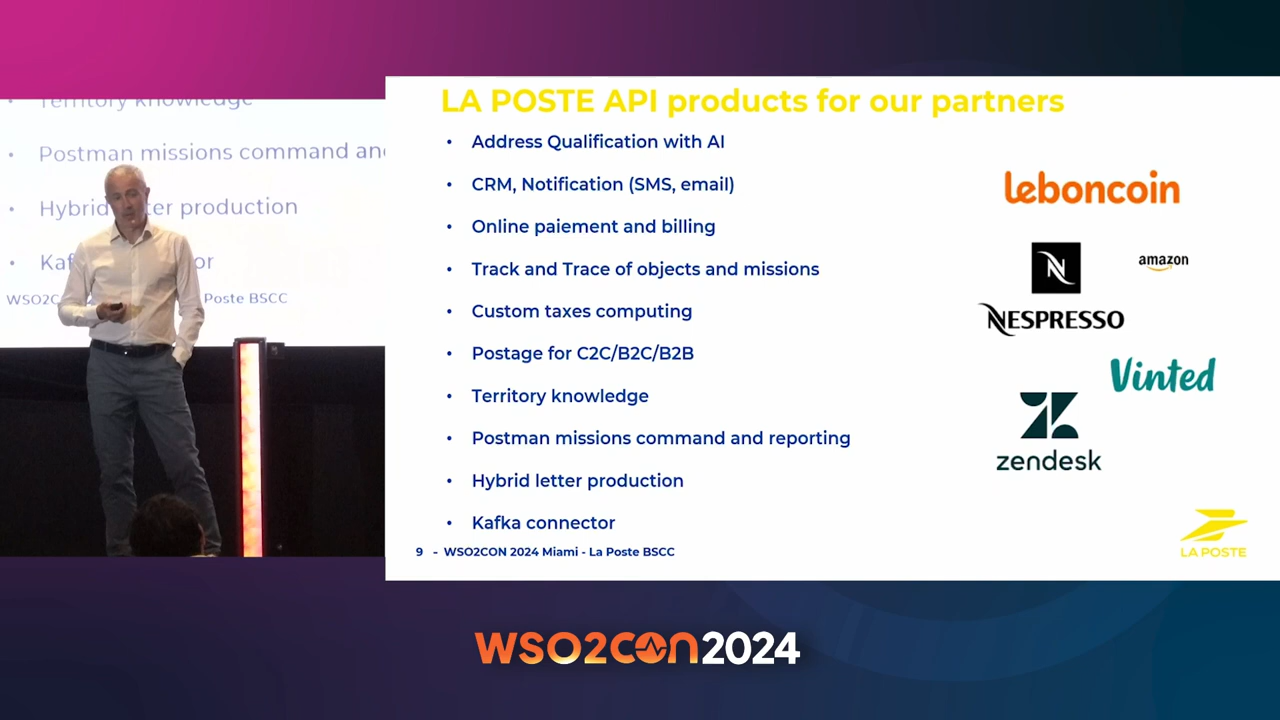 Territory knowledge
• Postman missions command an
• Hybrid ter production
• Kaf or
WSO2C Poste BSCC
LA POSTE API products for our partners
• Address Qualification with AI
• CRM, Notification (SMS, email)
• Online paiement and billing
• Track and Trace of objects and missions
• Custom taxes computing
• Postage for C2C/B2C/B2B
• Territory knowledge
• Postman missions command and reporting
• Hybrid letter production
• Kafka connector
9 - WSO2CON 2024 Miami - La Poste BSCC
leboncoin
N
amazon
NESPRESSO
Vinted
zendesk
LA POSTE
WSO2CON2024